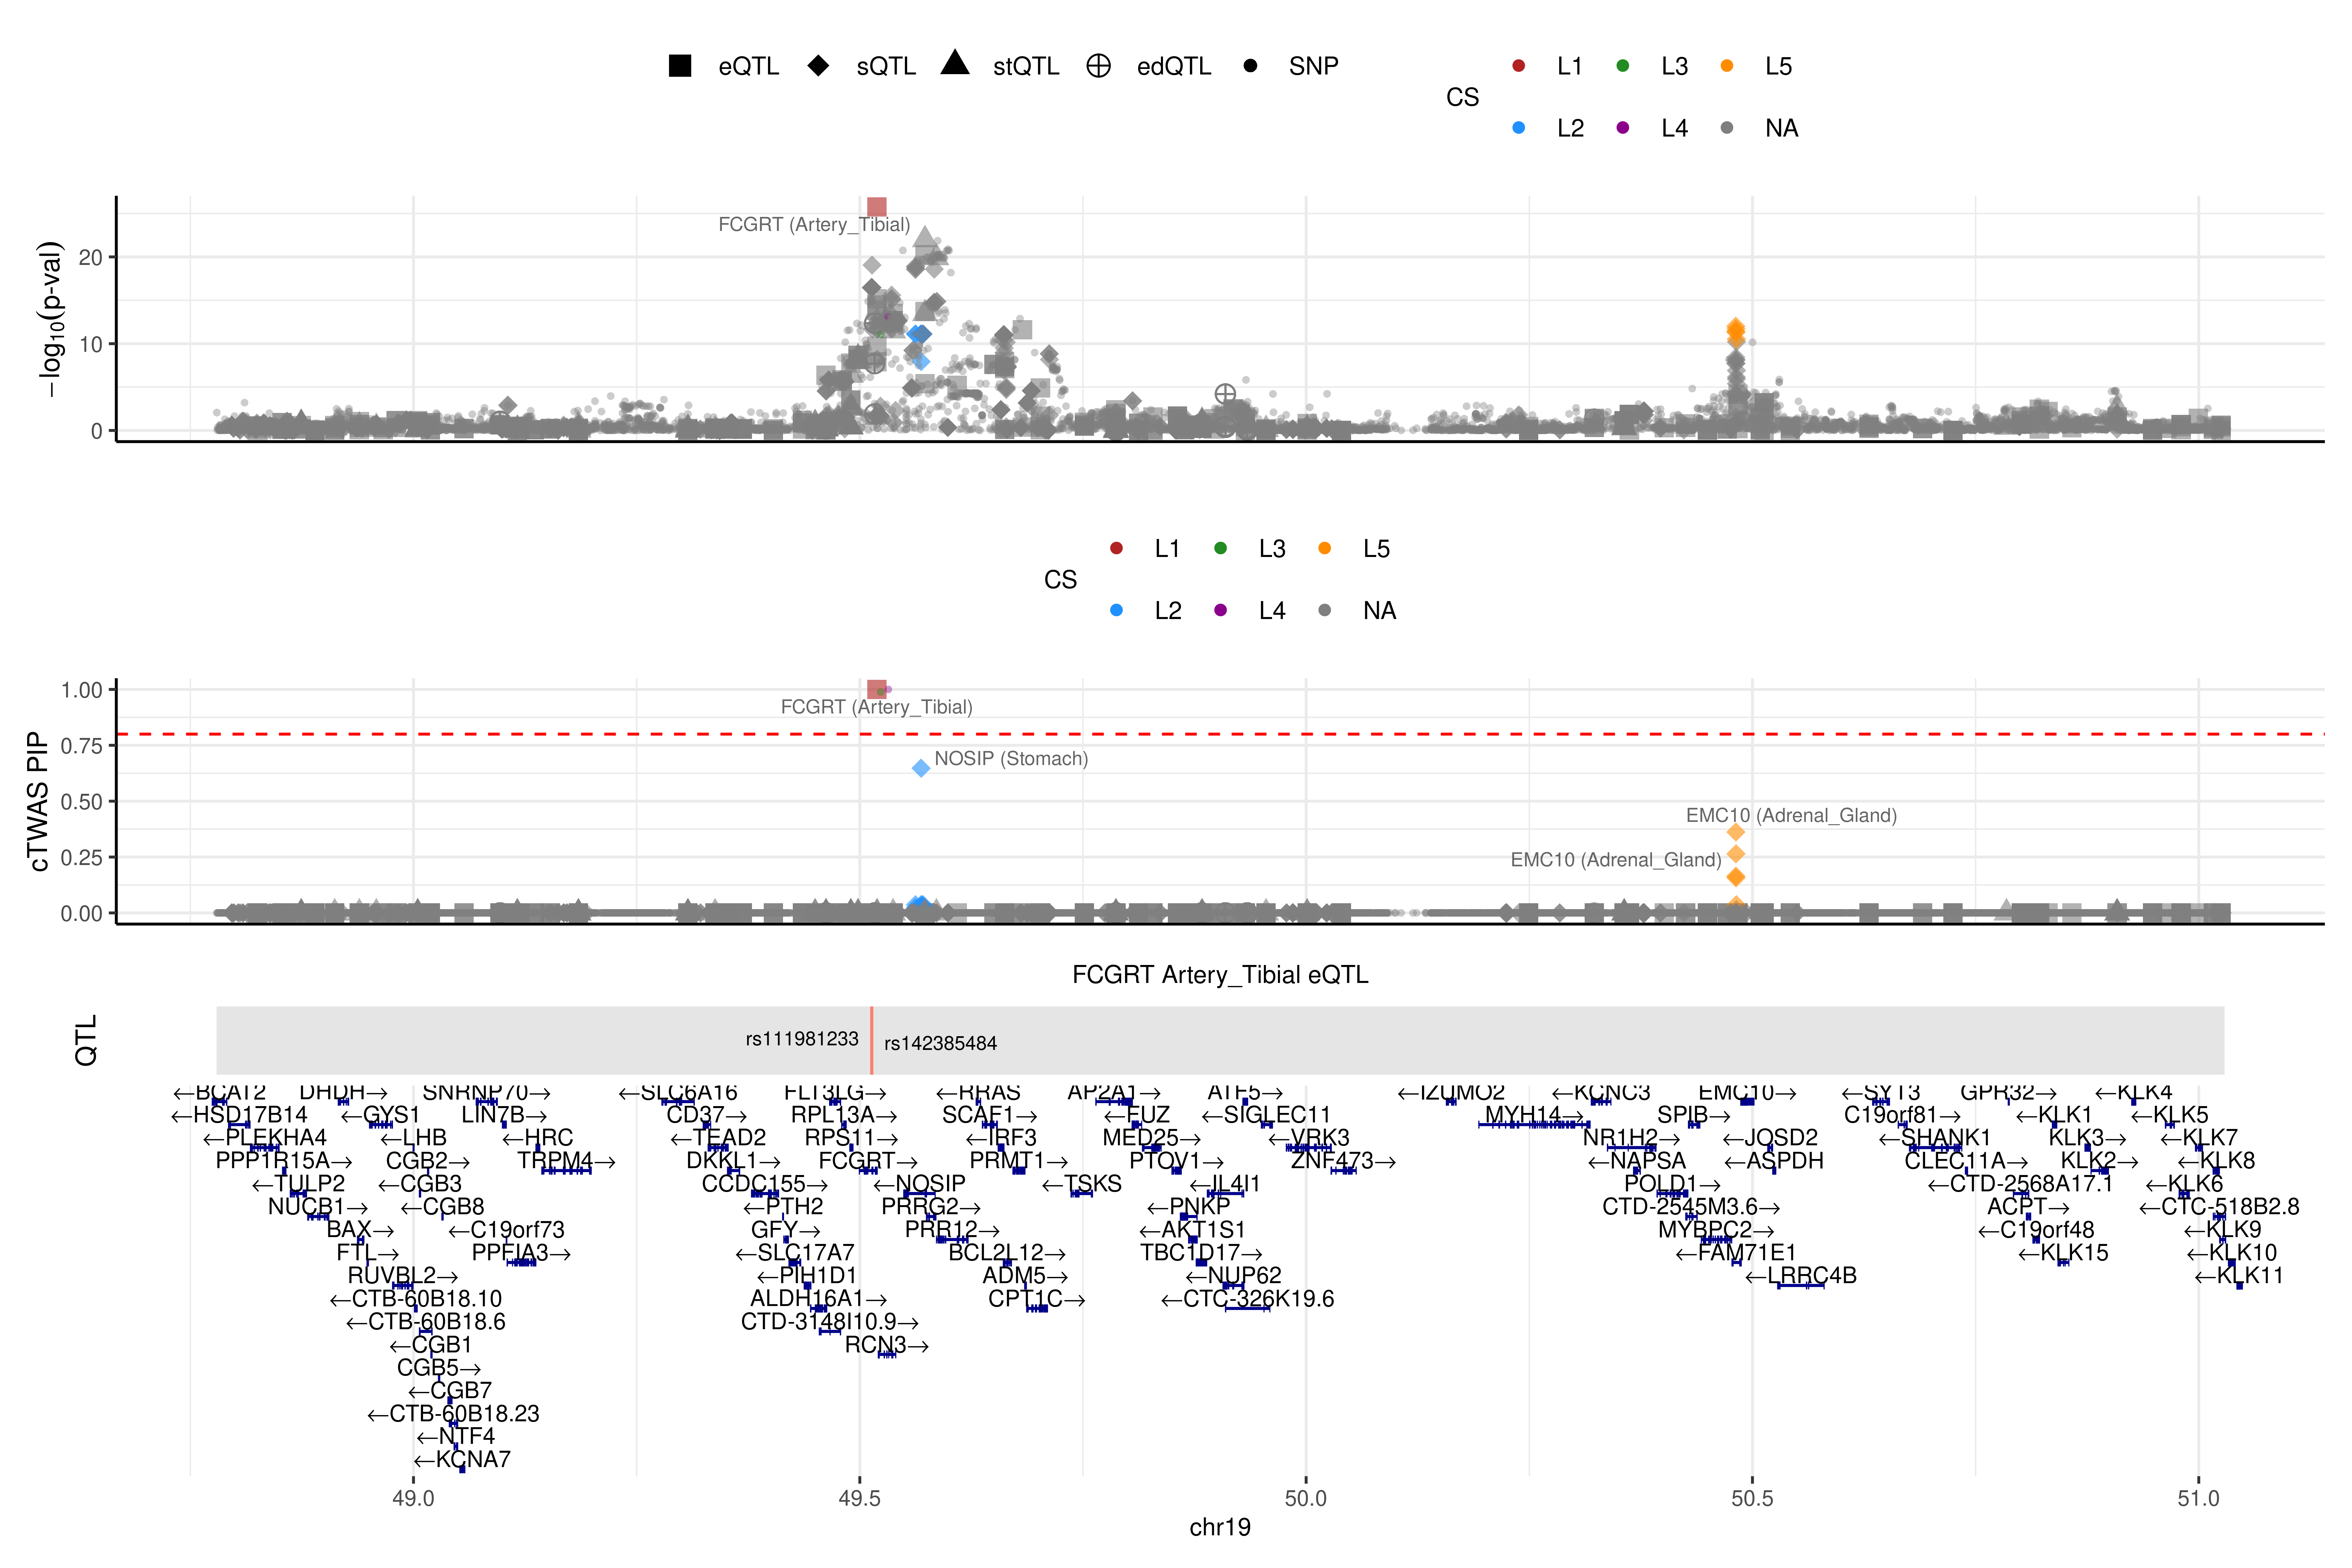 eQTL sQTL stQTL edQTL SNP
CS L1 L3 L5
L2 L4 NA
−log10(p-val)
20
10
0
FCGRT (Artery_Tibial)
CS L1 L3 L5
L2 L4 NA
cTWAS PIP
1.00
0.75
0.50
0.25
0.00
FCGRT (Artery_Tibial)
NOSIP (Stomach)
EMC10 (Adrenal_Gland)
EMC10 (Adrenal_Gland)
FCGRT Artery_Tibial eQTL
QTL
rs111981233 rs142385484
←BCAT2 DHDH→ SNRNP70→ ←SLC6A16 FLT3LG→ ←RRAS AP2A1→ ATF5→ ←IZUMO2 ←KCNC3 EMC10→ ←SYT3 GPR32→ ←KLK4
←HSD17B14 ←GYS1 LIN7B→ CD37→ RPL13A→ SCAF1→ ←FUZ ←SIGLEC11 MYH14→ SPIB→ C19orf81→ ←KLK1 ←KLK5
←PLEKHA4 ←LHB ←HRC ←TEAD2 RPS11→ ←IRF3 MED25→ ←VRK3 NR1H2→ ←JOSD2 ←SHANK1 KLK3→ ←KLK7
PPP1R15A→ CGB2→ TRPM4→ DKKL1→ FCGRT→ PRMT1→ PTOV1→ ZNF473→ ←NAPSA ←ASPDH CLEC11A→ KLK2→ ←KLK8
←TULP2 ←CGB3 CCDC155→ ←NOSIP ←TSKS ←IL4I1 POLD1→ ←CTD-2568A17.1 ←KLK6
NUCB1→ ←CGB8 ←PTH2 PRRG2→ ←PNKP CTD-2545M3.6→ ACPT→ ←CTC-518B2.8
BAX→ ←C19orf73 GFY→ PRR12→ ←AKT1S1 MYBPC2→ ←C19orf48 ←KLK9
FTL→ PPFIA3→ ←SLC17A7 BCL2L12→ TBC1D17→ ←FAM71E1 ←KLK15 ←KLK10
RUVBL2→ ←PIH1D1 ADM5→ ←NUP62 ←LRRC4B ←KLK11
←CTB-60B18.10 ALDH16A1→ CPT1C→ ←CTC-326K19.6
←CTB-60B18.6 CTD-3148I10.9→
←CGB1 RCN3→
CGB5→
←CGB7
←CTB-60B18.23
←NTF4
←KCNA7
49.0 49.5 50.0 50.5 51.0
chr19